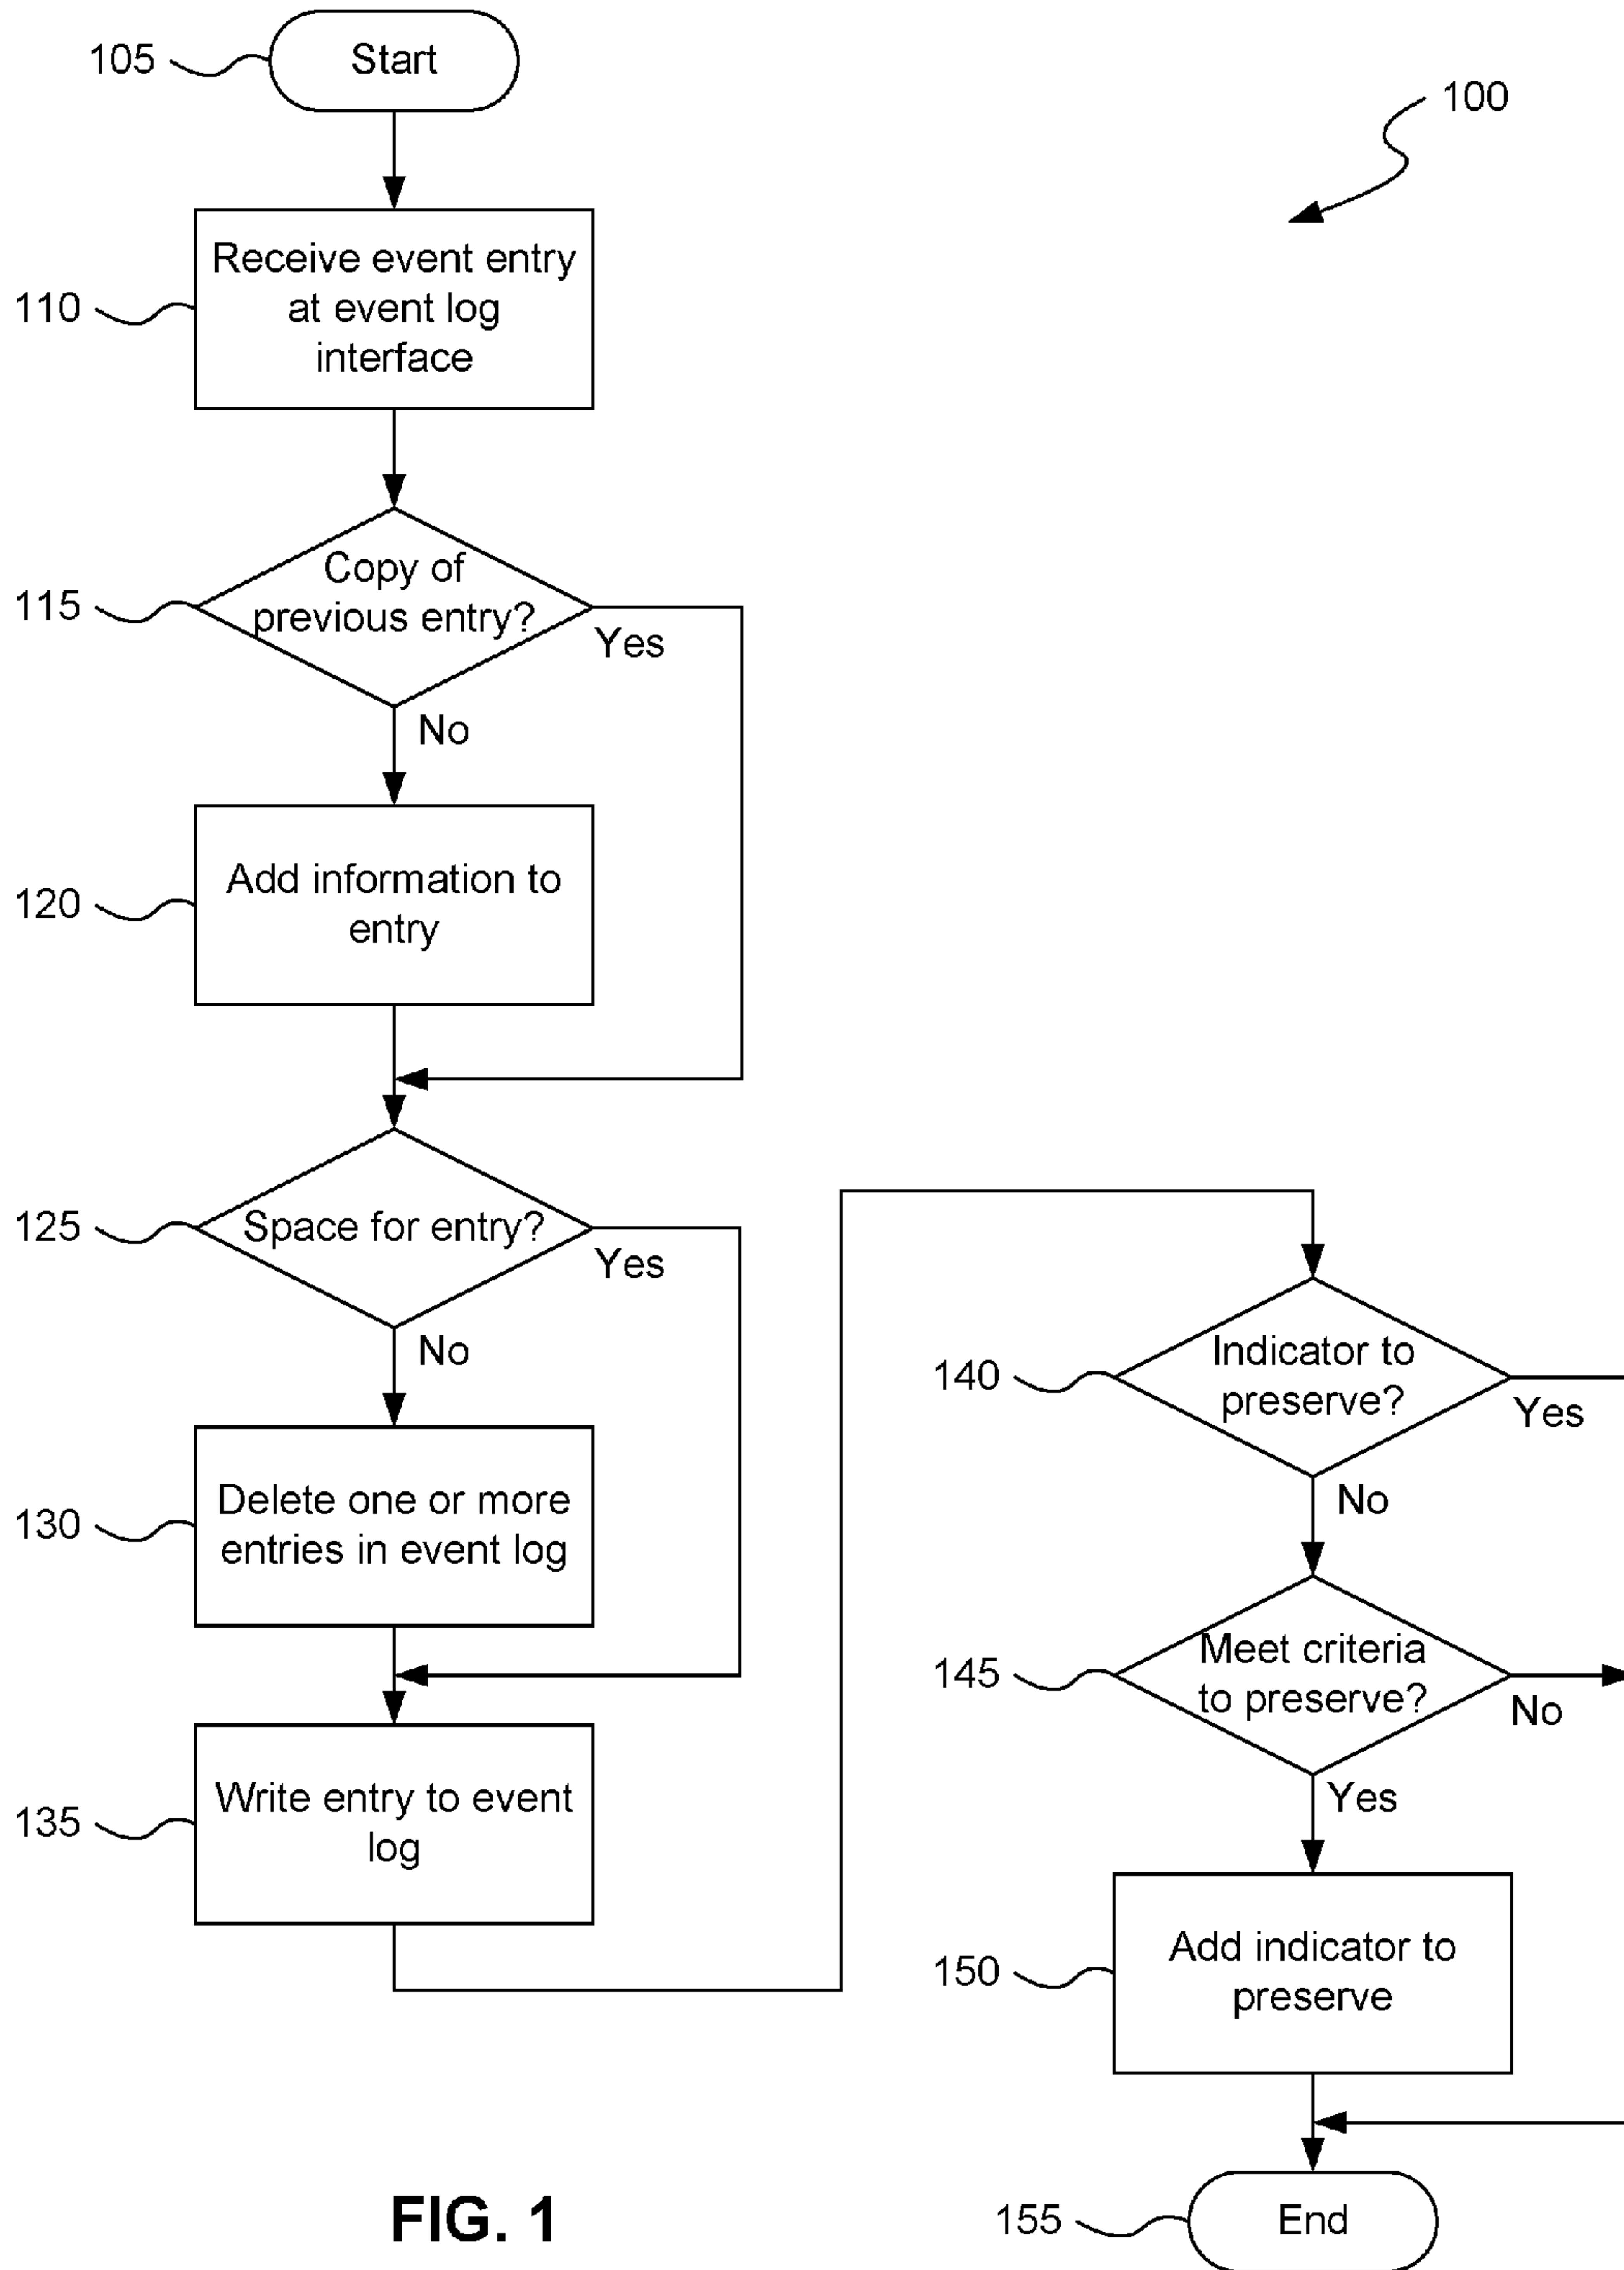 105
Start
100
110
Receive event entry
at event log
interface
115
Copy of
previous entry?
Yes
No
120
Add information to
entry
125
Space for entry?
Yes
No
130
Delete one or more
entries in event log
135
Write entry to event
log
140
Indicator to
preserve?
Yes
No
145
Meet criteria
to preserve?
No
Yes
150
Add indicator to
preserve
155
End
FIG. 1